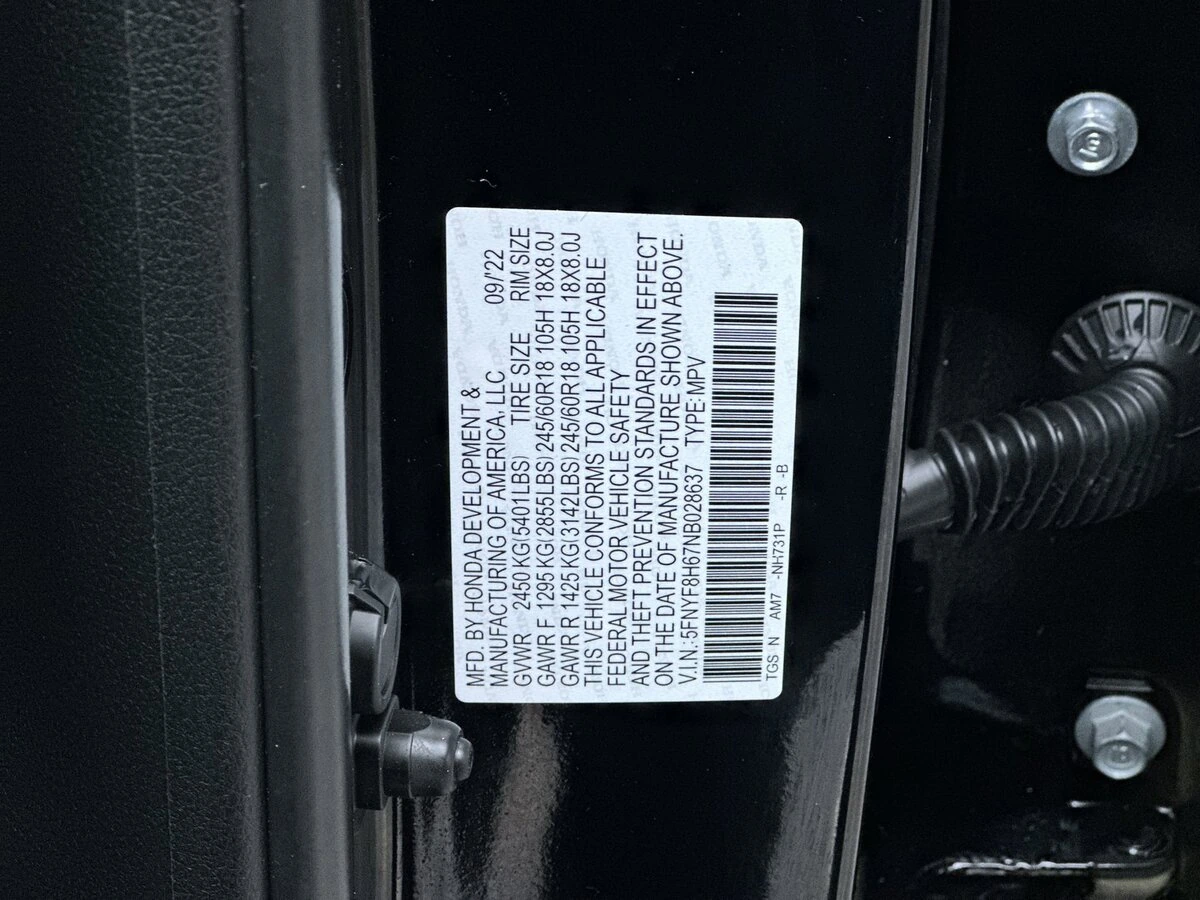 MFD. BY HONDA DEVELOPMENT &
MANUFACTURING OF AMERICA, LLC 09/'22
GVWR 2450 KG(5401LBS) TIRE SIZE RIM SIZE
GAWR F 1295 KG(2855LBS) 245/60R18 105H 18X8.0J
GAWR R 1425 KG(3142LBS) 245/60R18 105H 18X8.0J
THIS VEHICLE CONFORMS TO ALL APPLICABLE
FEDERAL MOTOR VEHICLE SAFETY
AND THEFT PREVENTION STANDARDS IN EFFECT
ON THE DATE OF MANUFACTURE SHOWN ABOVE.
V.I.N.:5FNYF8H67NB028637 TYPE:MPV
TGS N AM7 -NH731P -R -B